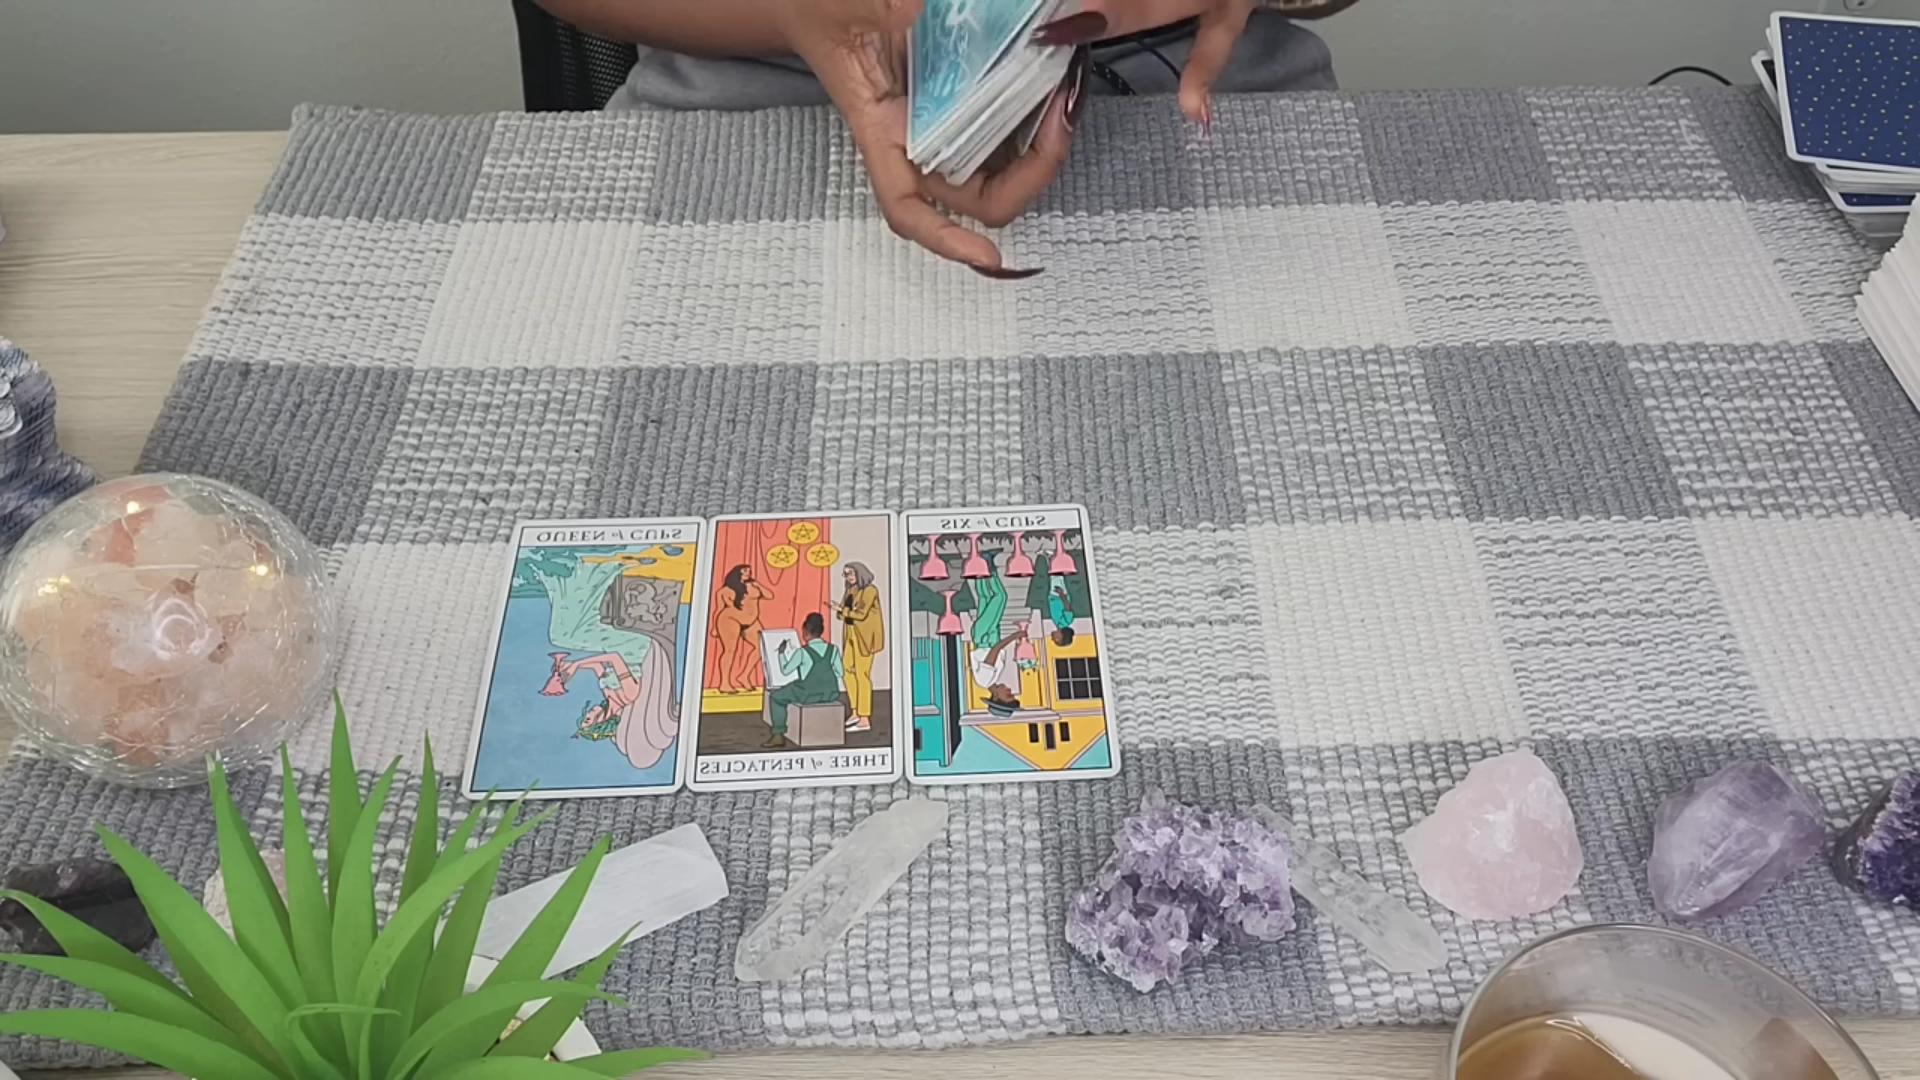 QUEEN of CUPS
THREE of PENTACLES
SIX of CUPS